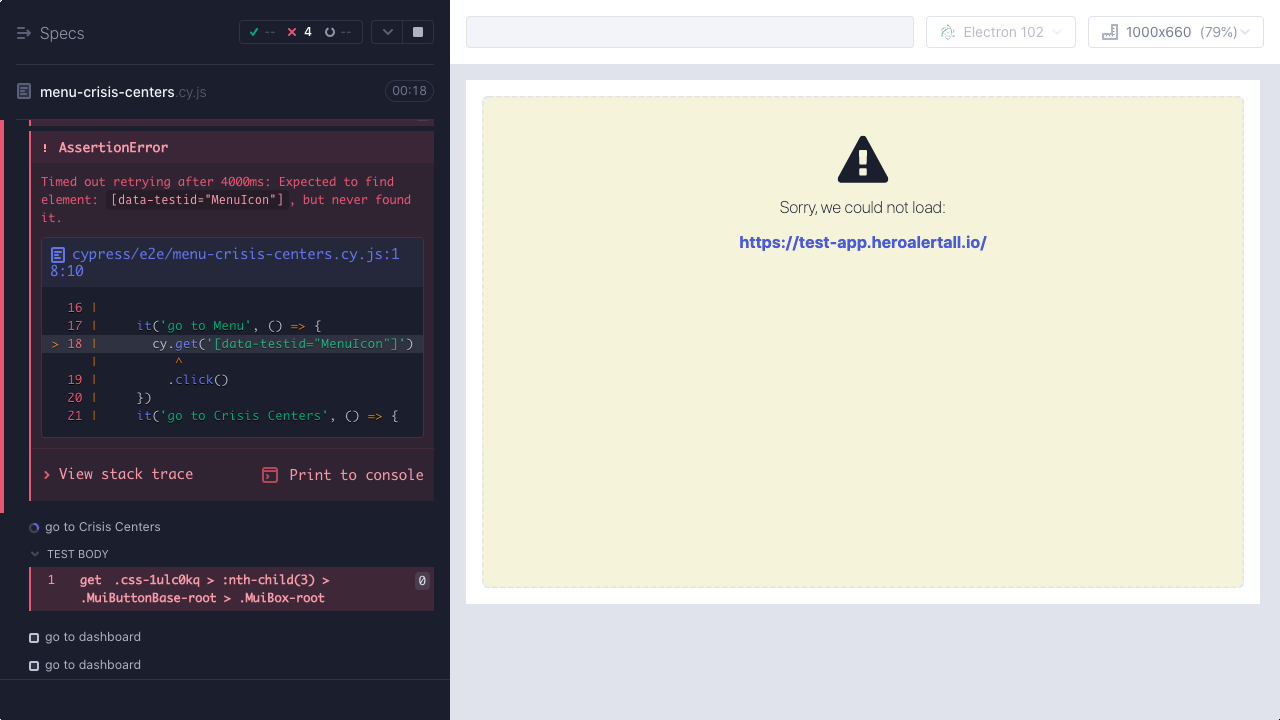 Specs
-- 4 --
menu-crisis-centers.cy.js
00:18
! AssertionError
Timed out retrying after 4000ms: Expected to find
element: [data-testid="MenuIcon"], but never found
it.
cypress/e2e/menu-crisis-centers.cy.js:1
8:10
16 |
17 | it('go to Menu', () => {
> 18 | cy.get('[data-testid="MenuIcon"]')
| ^
19 | .click()
20 | })
21 | it('go to Crisis Centers', () => {
View stack trace
Print to console
go to Crisis Centers
TEST BODY
1 get .css-1ulc0kq > :nth-child(3) > 0
.MuiButtonBase-root > .MuiBox-root
go to dashboard
go to dashboard
Electron 102
1000x660 (79%)
Sorry, we could not load:
https://test-app.heroalertall.io/